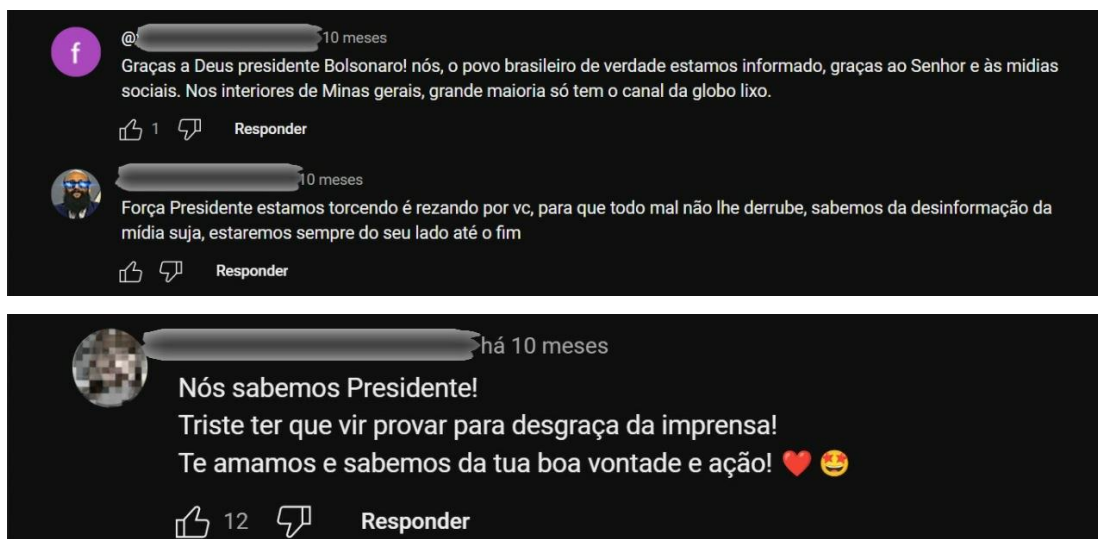 f
@
10 meses
Graças a Deus presidente Bolsonaro! nós, o povo brasileiro de verdade estamos informado, graças ao Senhor e às midias
sociais. Nos interiores de Minas gerais, grande maioria só tem o canal da globo lixo.
1 Responder
10 meses
Força Presidente estamos torcendo é rezando por vc, para que todo mal não lhe derrube, sabemos da desinformação da
mídia suja, estaremos sempre do seu lado até o fim
Responder
há 10 meses
Nós sabemos Presidente!
Triste ter que vir provar para desgraça da imprensa!
Te amamos e sabemos da tua boa vontade e ação! ❤️ 🤩
12 Responder